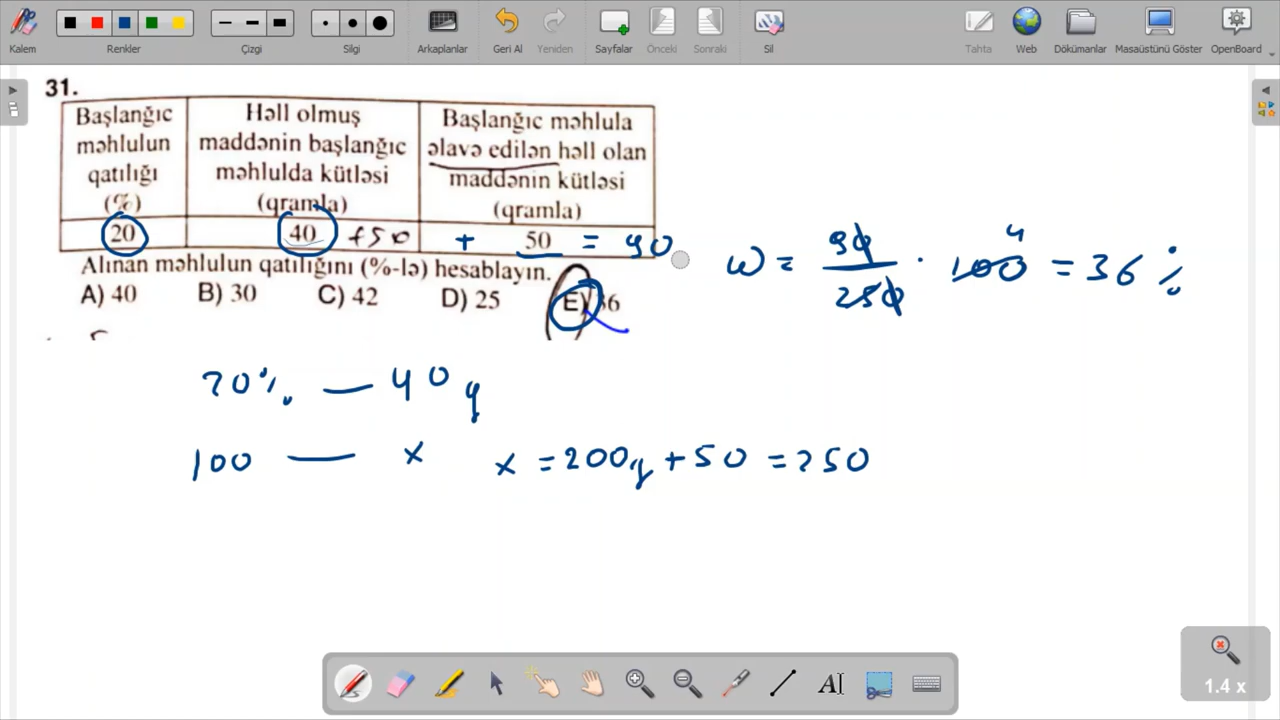 Kalem
Renkler
Çizgi
Silgi
Arkaplanlar
Geri Al
Yeniden
Sayfalar
Önceki
Sonraki
Sil
Tahta
Web
Dökümanlar
Masaüstünü Göster
OpenBoard
31.
Başlanğıc məhlulun qatılığı (%)
Həll olmuş maddənin başlanğıc məhlulda kütləsi (qramla)
Başlanğıc məhlula əlavə edilən həll olan maddənin kütləsi (qramla)
20
40 +50
+ 50 = 90
Alınan məhlulun qatılığını (%-lə) hesablayın.
A) 40 B) 30 C) 42 D) 25 E) 36
ω = 90/250 · 100 = 36 %
4
20% — 40 q
100 — x x = 200q + 50 = 250
1.4 x